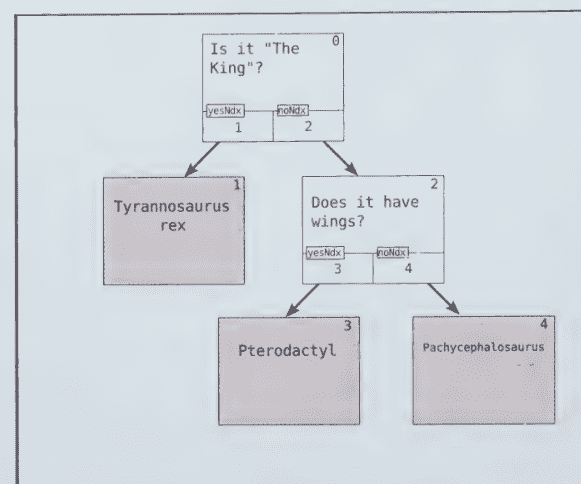 0
Is it "The
King"?
yesNdx noNdx
1 2
1
Tyrannosaurus
rex
2
Does it have
wings?
yesNdx noNdx
3 4
3
Pterodactyl
4
Pachycephalosaurus